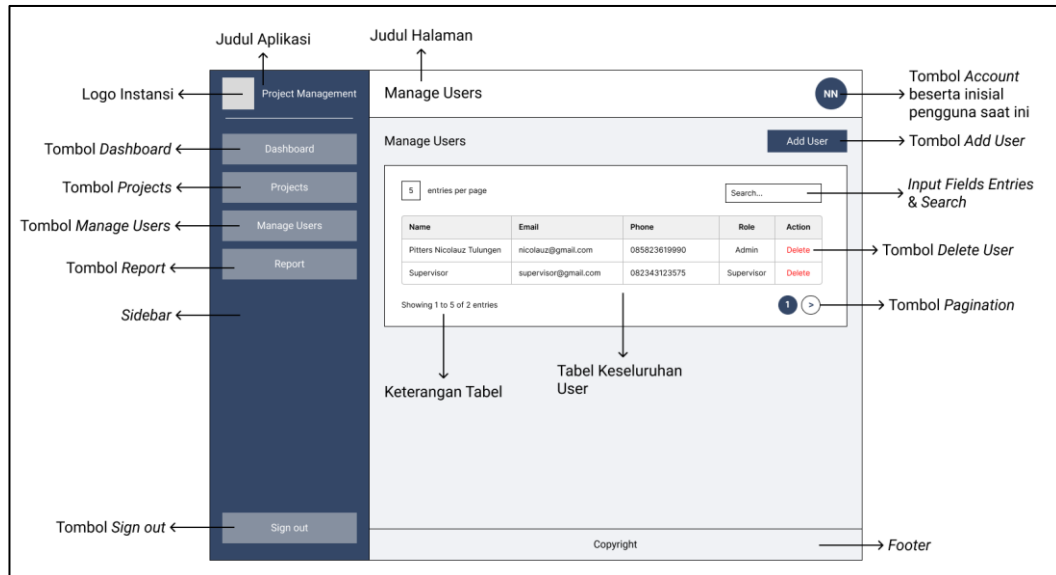 Judul Aplikasi
Judul Halaman
Logo Instansi
Project Management
Manage Users
NN
Tombol Account
beserta inisial
pengguna saat ini
Tombol Dashboard
Dashboard
Manage Users
Add User
Tombol Add User
Tombol Projects
Projects
5 entries per page
Search...
Input Fields Entries
& Search
Tombol Manage Users
Manage Users
Name Email Phone Role Action
Pitters Nicolauz Tulungen nicolauz@gmail.com 085823619990 Admin Delete
Tombol Delete User
Tombol Report
Report
Supervisor supervisor@gmail.com 082343123575 Supervisor Delete
Sidebar
Showing 1 to 5 of 2 entries
1 >
Tombol Pagination
Keterangan Tabel
Tabel Keseluruhan
User
Tombol Sign out
Sign out
Copyright
Footer